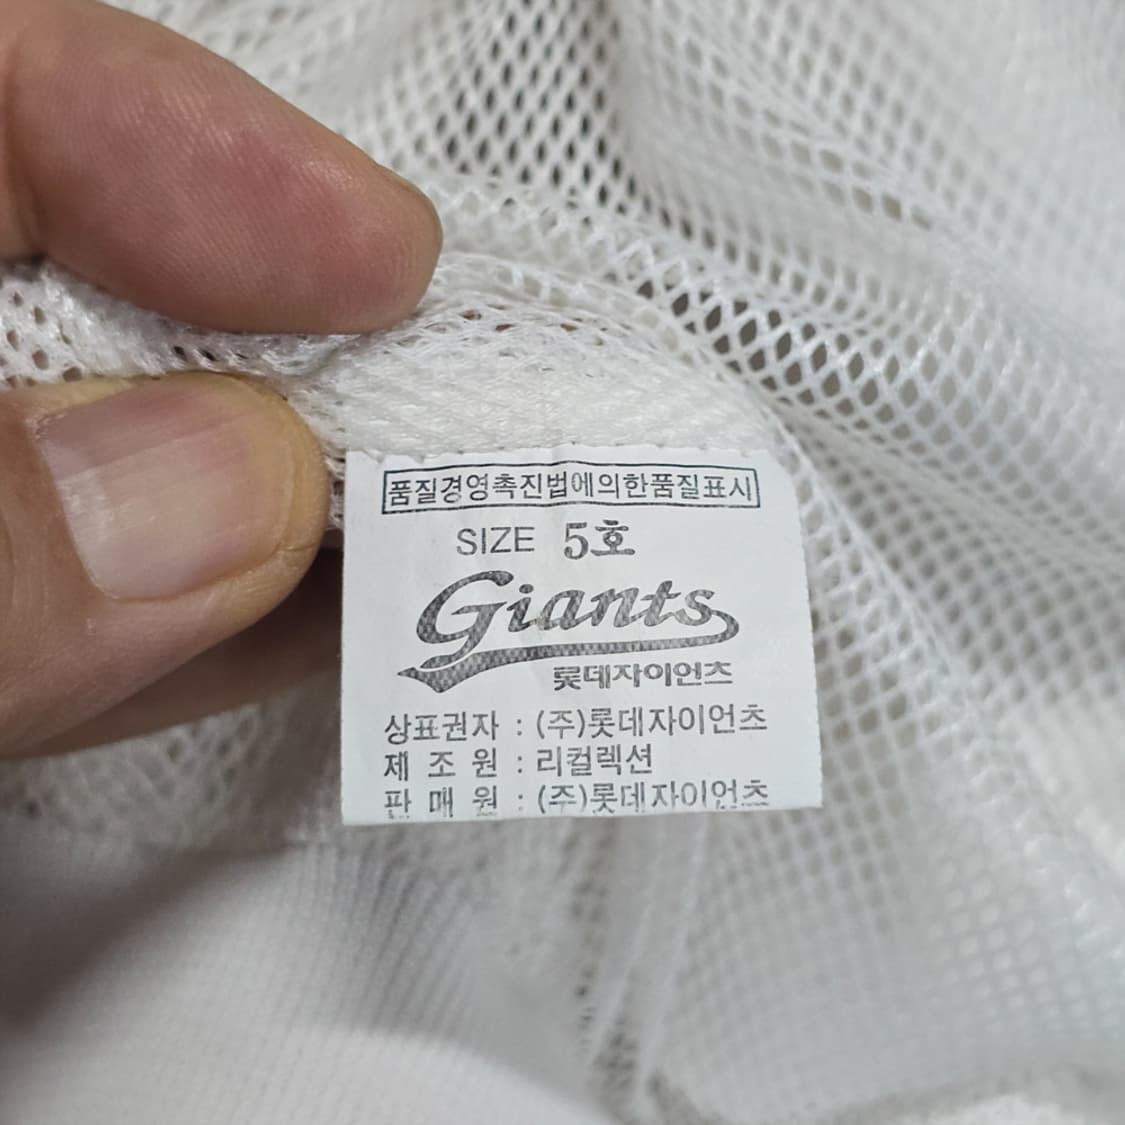 품질경영촉진법에의한품질표시
SIZE 5호
Giants
롯데자이언츠
상표권자 : (주)롯데자이언츠
제 조 원 : 리컬렉션
판 매 원 : (주)롯데자이언츠